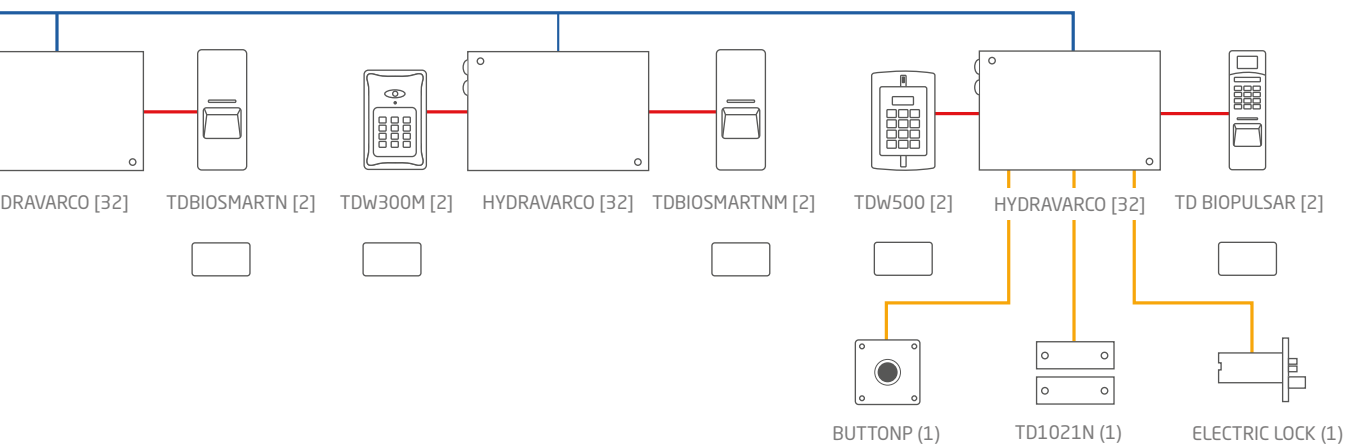 DRAVARCO [32] TDBIOSMARTN [2] TDW300M [2] HYDRAVARCO [32] TDBIOSMARTNM [2] TDW500 [2] HYDRAVARCO [32] TD BIOPULSAR [2]
BUTTONP (1) TD1021N (1) ELECTRIC LOCK (1)